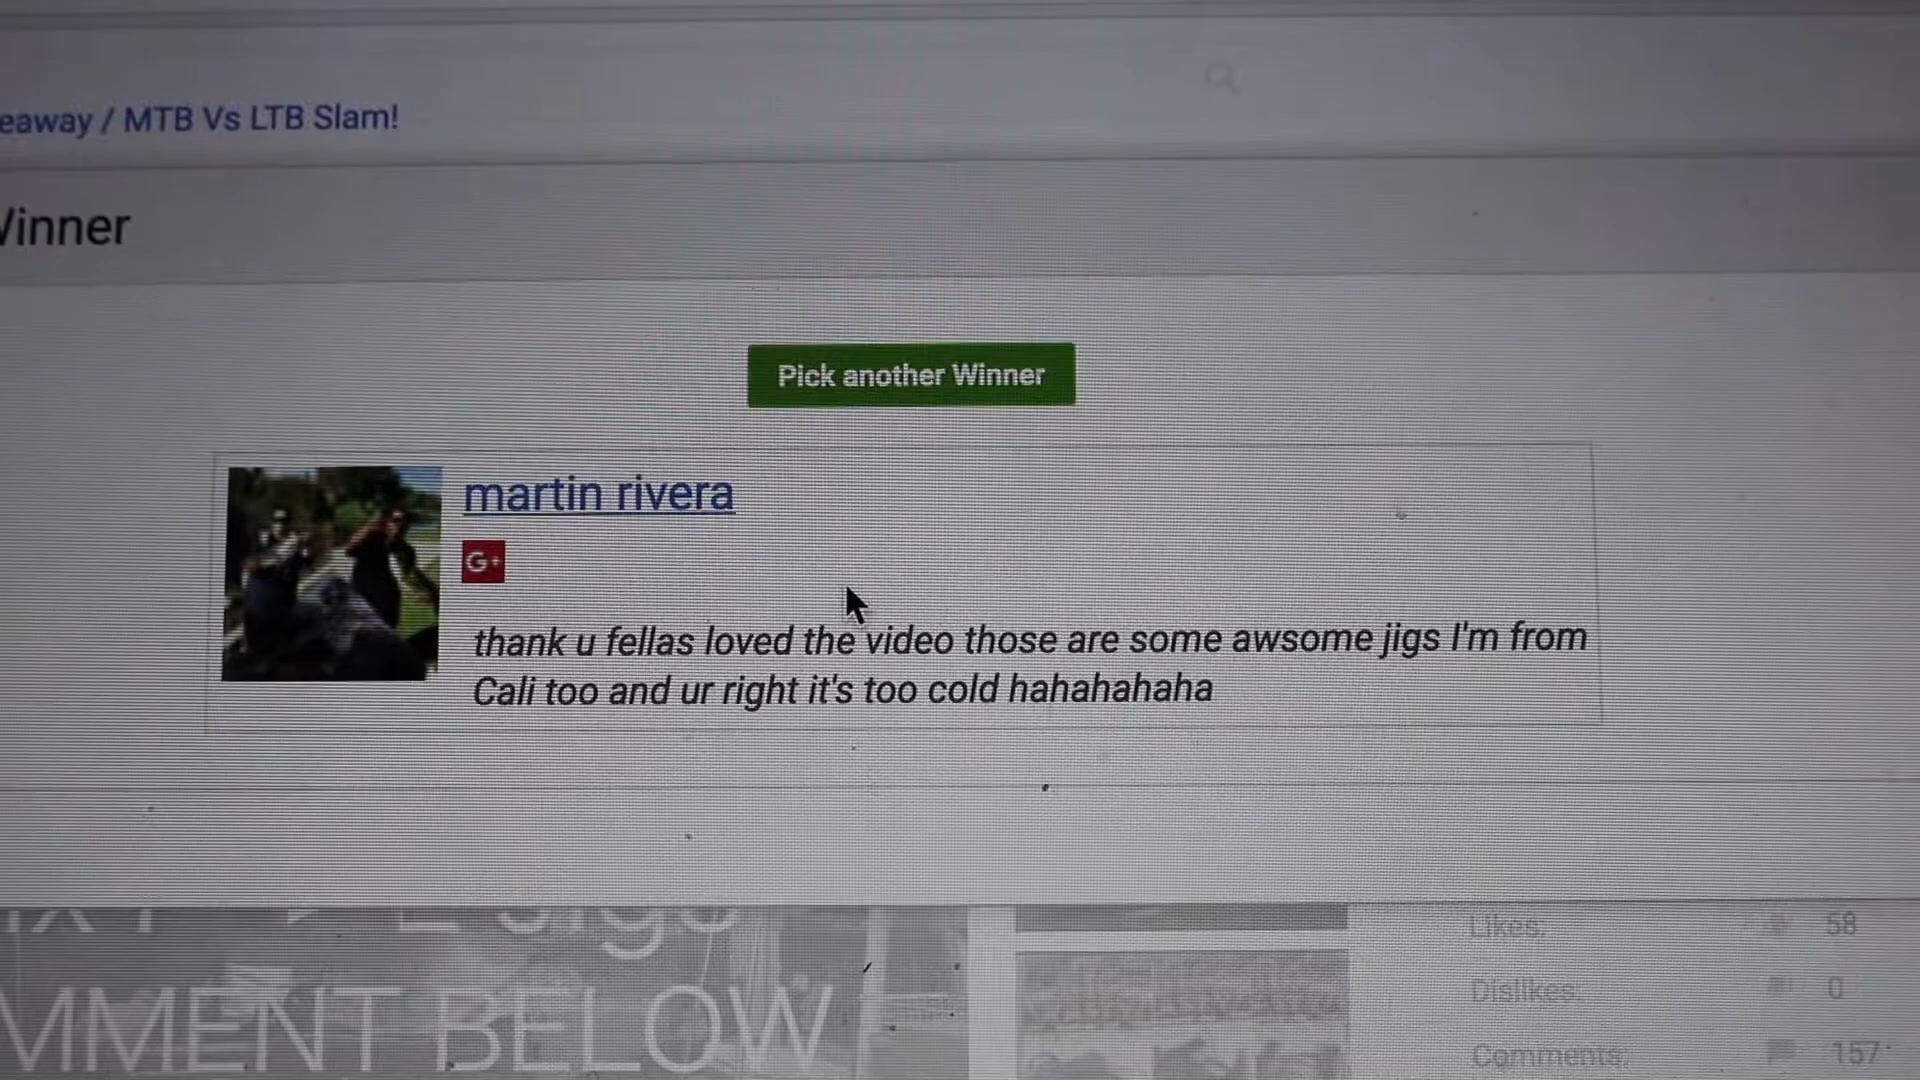 eaway / MTB Vs LTB Slam!
Winner
Pick another Winner
martin rivera
G+
thank u fellas loved the video those are some awsome jigs I'm from
Cali too and ur right it's too cold hahahahaha
Likes: 58
MMENT BELOW
Dislikes: 0
Comments: 157